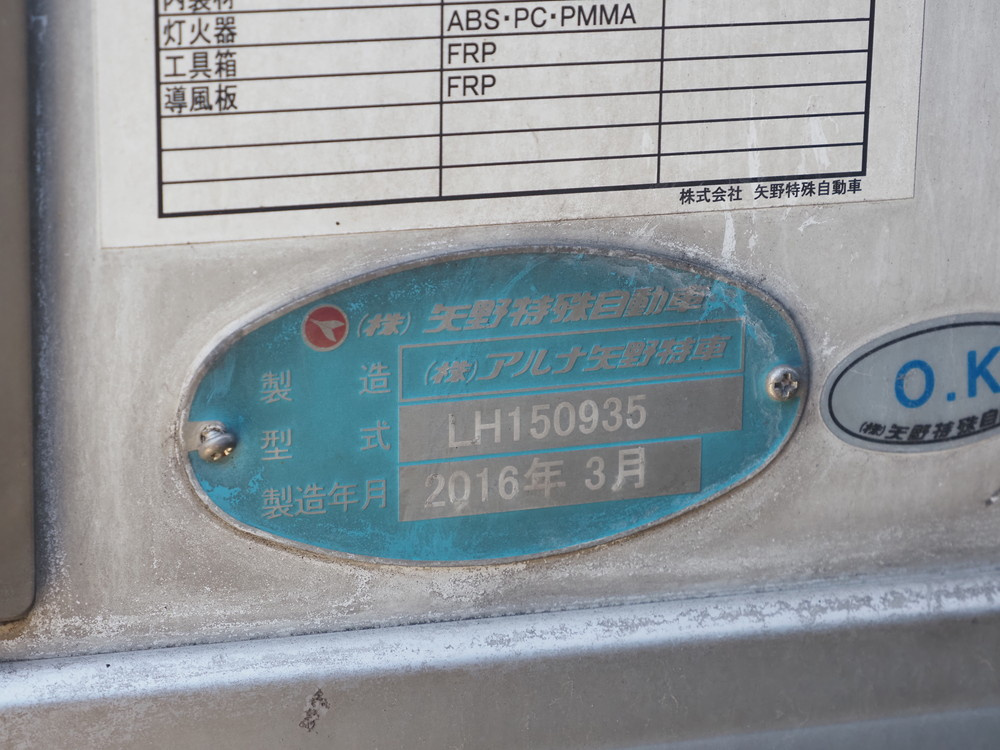 内装材
灯火器 ABS・PC・PMMA
工具箱 FRP
導風板 FRP
株式会社 矢野特殊自動車
(株) 矢野特殊自動車
製造 (株)アルナ矢野特車
型式 LH150935
製造年月 2016年 3月
O.K
(株)矢野特殊自